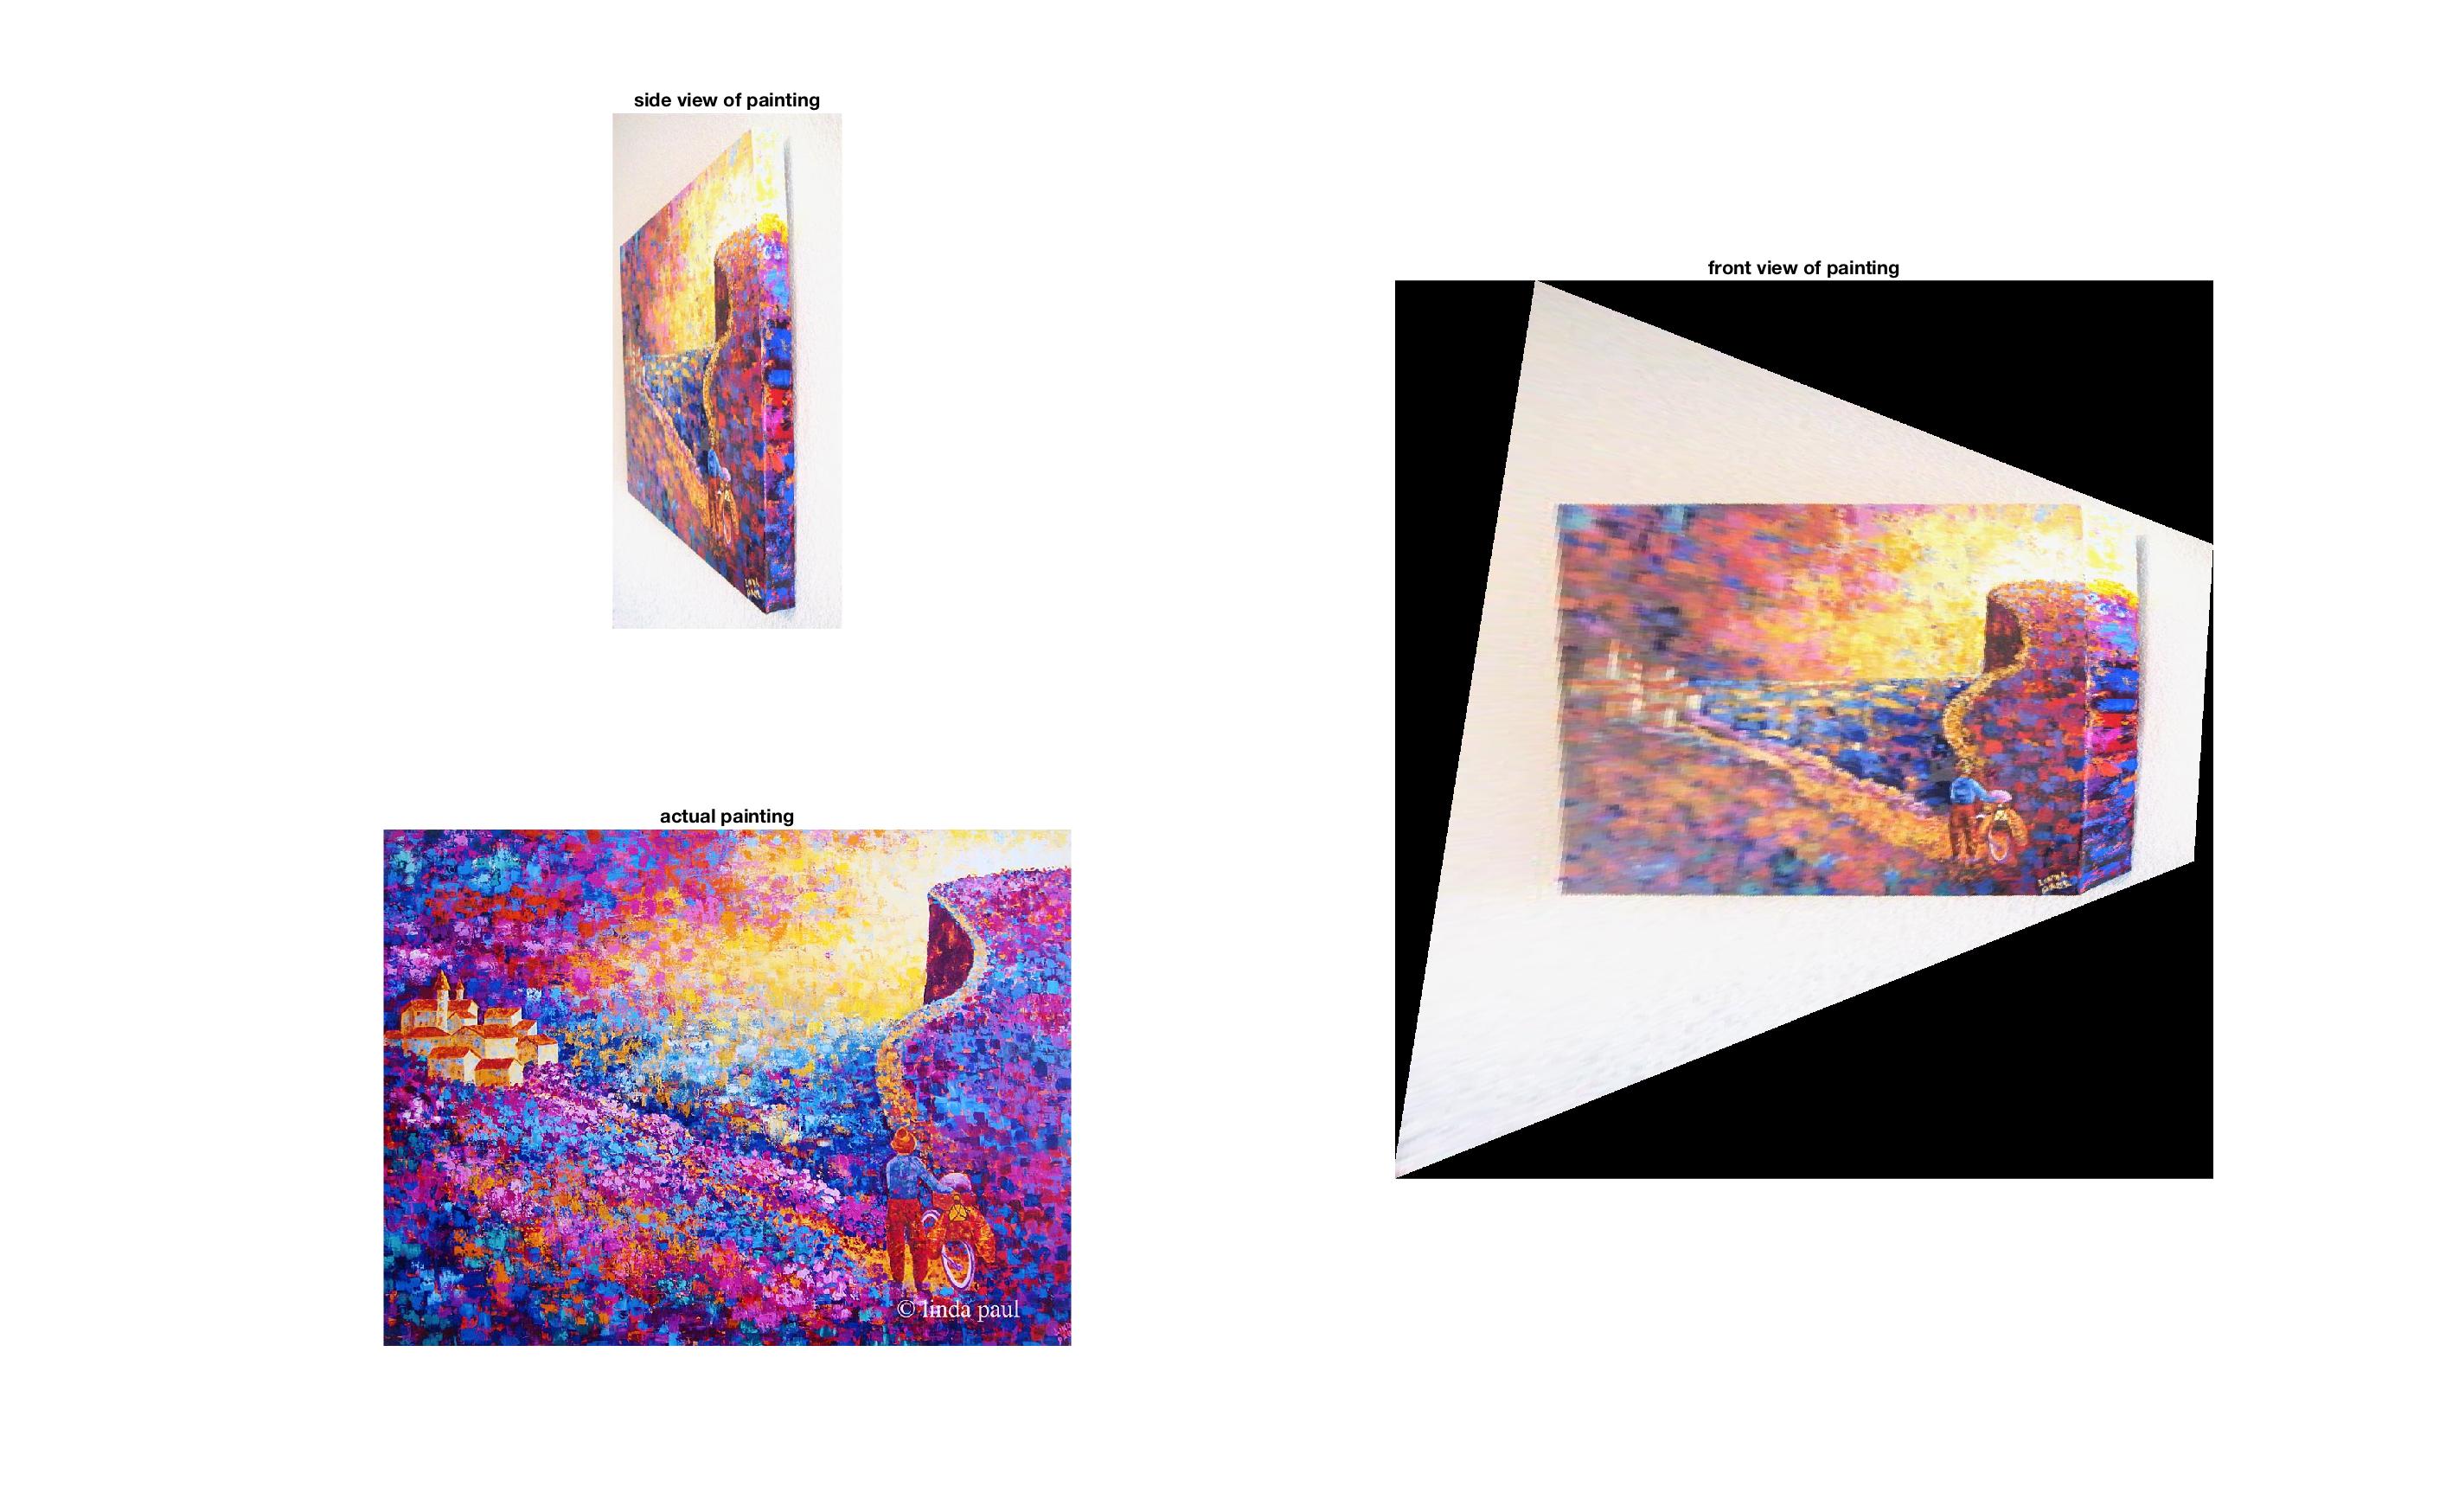 side view of painting
front view of painting
actual painting
© linda paul